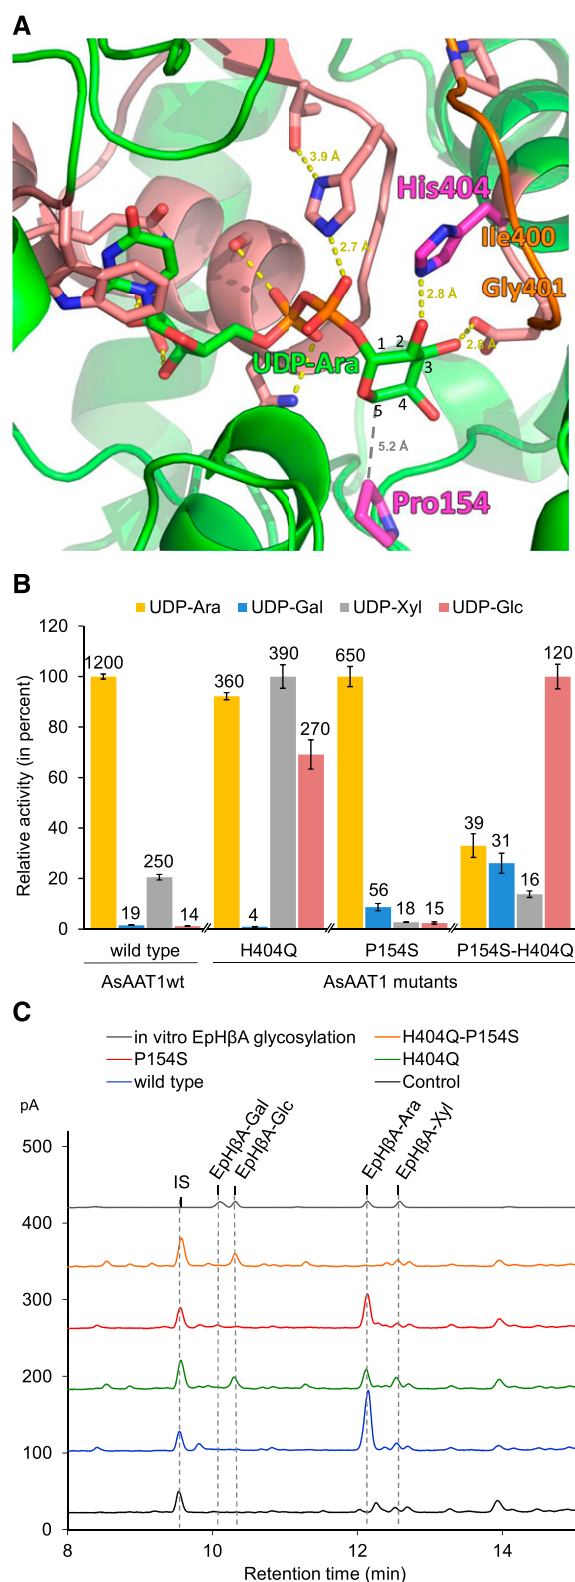 A
3.9 Å
His404
2.7 Å
Ile400
2.8 Å
Gly401
UDP-Ara
1 2
2.8 Å
3
5 4
5.2 Å
Pro154
B
UDP-Ara UDP-Gal UDP-Xyl UDP-Glc
Relative activity (in percent)
120
100
80
60
40
20
0
1200 19 250 14
360 4 390 270
650 56 18 15
39 31 16 120
wild type H404Q P154S P154S-H404Q
AsAAT1wt AsAAT1 mutants
C
in vitro EpHβA glycosylation H404Q-P154S
P154S H404Q
wild type Control
pA
IS EpHβA-Gal EpHβA-Glc EpHβA-Ara EpHβA-Xyl
500
400
300
200
100
0
8 10 12 14
Retention time (min)